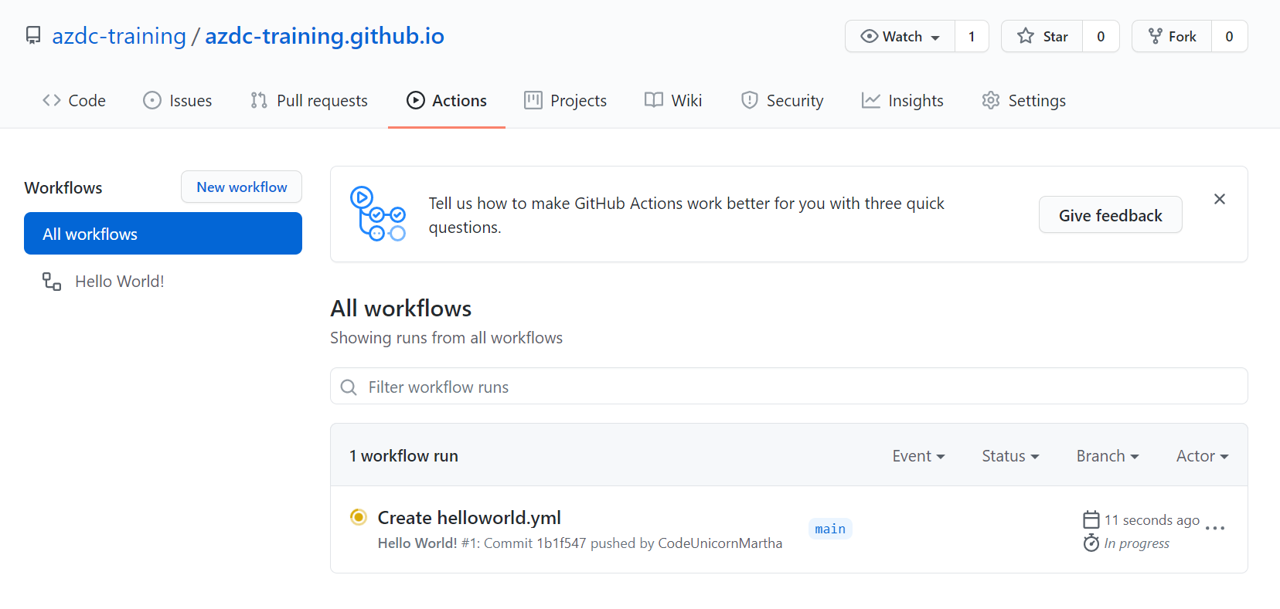 azdc-training / azdc-training.github.io
Watch 1 Star 0 Fork 0
Code Issues Pull requests Actions Projects Wiki Security Insights Settings
Workflows New workflow
All workflows
Hello World!
Tell us how to make GitHub Actions work better for you with three quick
questions.
Give feedback
All workflows
Showing runs from all workflows
Filter workflow runs
1 workflow run Event Status Branch Actor
Create helloworld.yml
Hello World! #1: Commit 1b1f547 pushed by CodeUnicornMartha
main
11 seconds ago
In progress